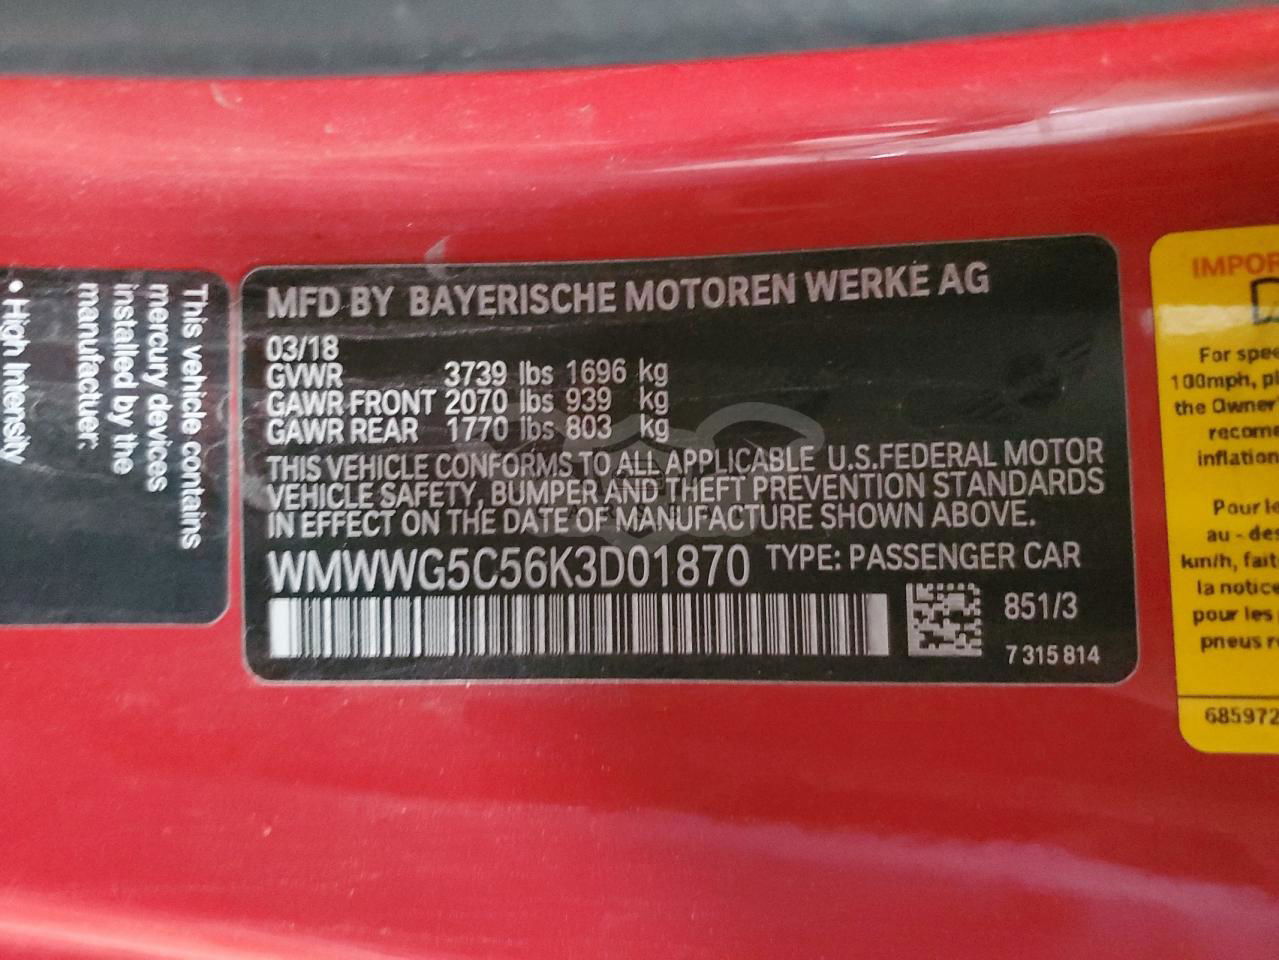 This vehicle contains
mercury devices
installed by the
manufacturer:
• High Intensity
MFD BY BAYERISCHE MOTOREN WERKE AG
03/18
GVWR 3739 lbs 1696 kg
GAWR FRONT 2070 lbs 939 kg
GAWR REAR 1770 lbs 803 kg
THIS VEHICLE CONFORMS TO ALL APPLICABLE U.S.FEDERAL MOTOR
VEHICLE SAFETY, BUMPER AND THEFT PREVENTION STANDARDS
IN EFFECT ON THE DATE OF MANUFACTURE SHOWN ABOVE.
WMWWG5C56K3D01870 TYPE: PASSENGER CAR
851/3
7 315 814
IMPOR
For spee
100mph, pl
the Owner
recome
inflation
Pour le
au - des
km/h, fait
la notice
pour les
pneus r
685972